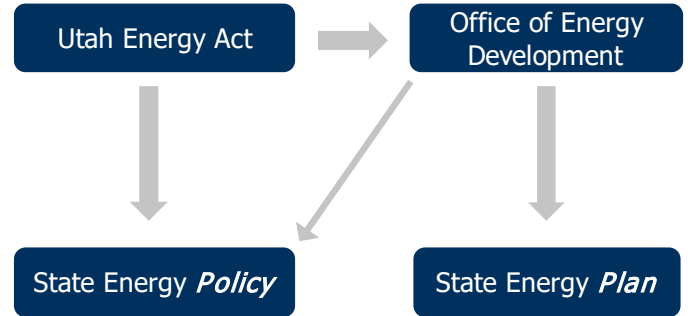 Utah Energy Act
Office of Energy
Development
State Energy Policy
State Energy Plan